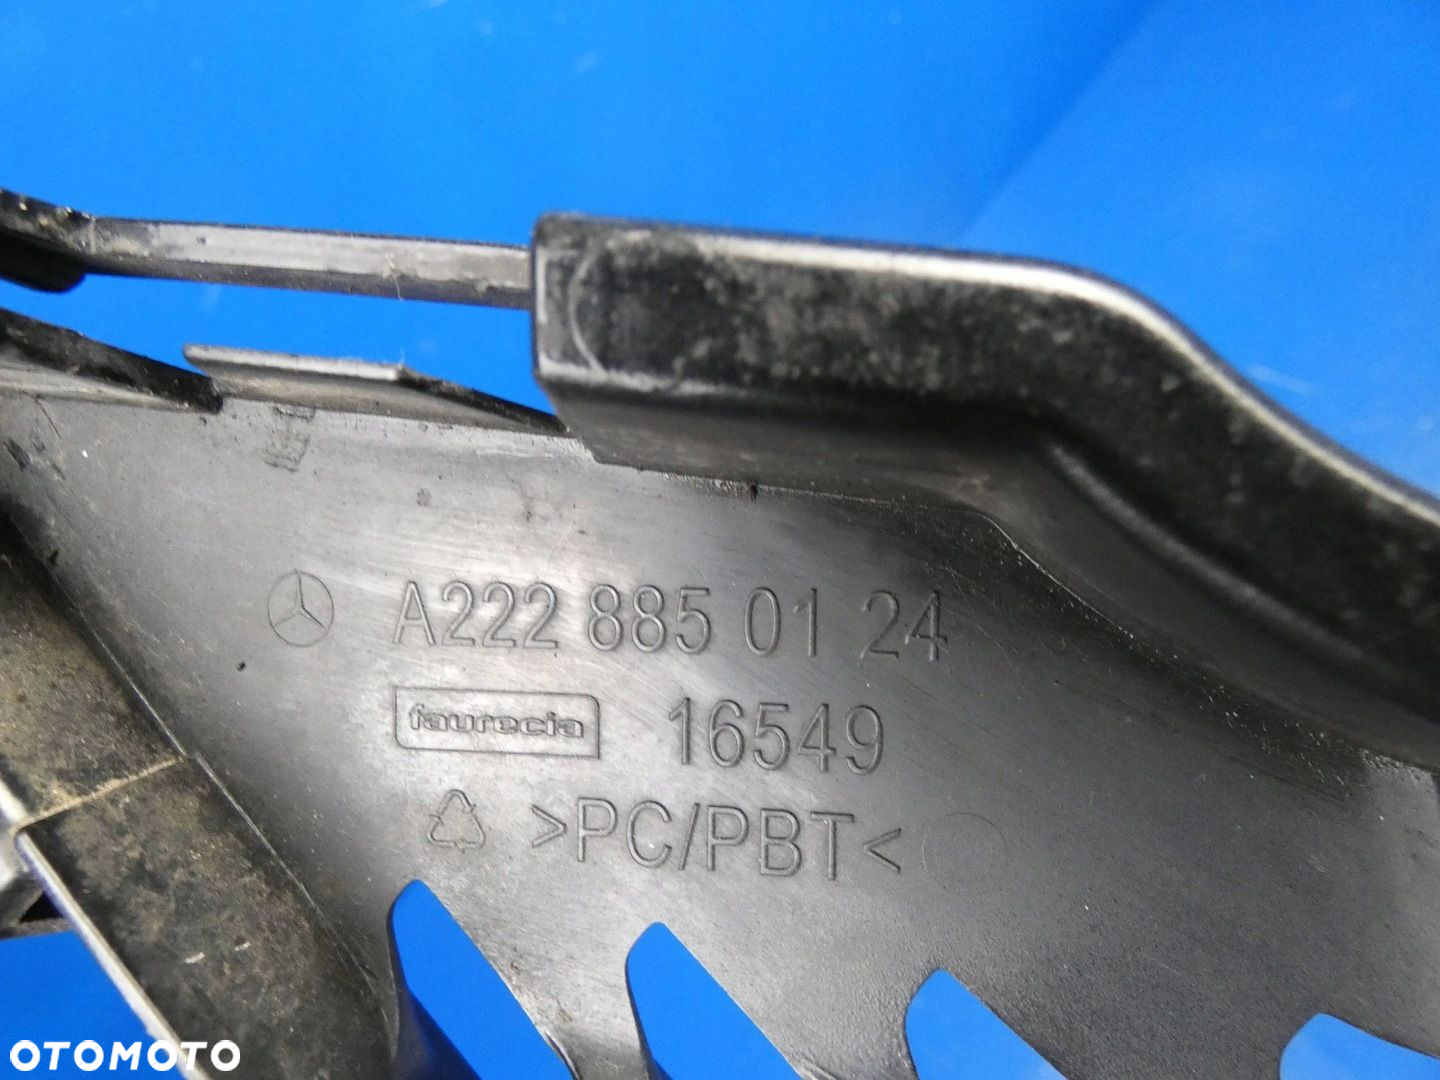 A222 885 01 24
faurecia 16549
>PC/PBT<
OTOMOTO